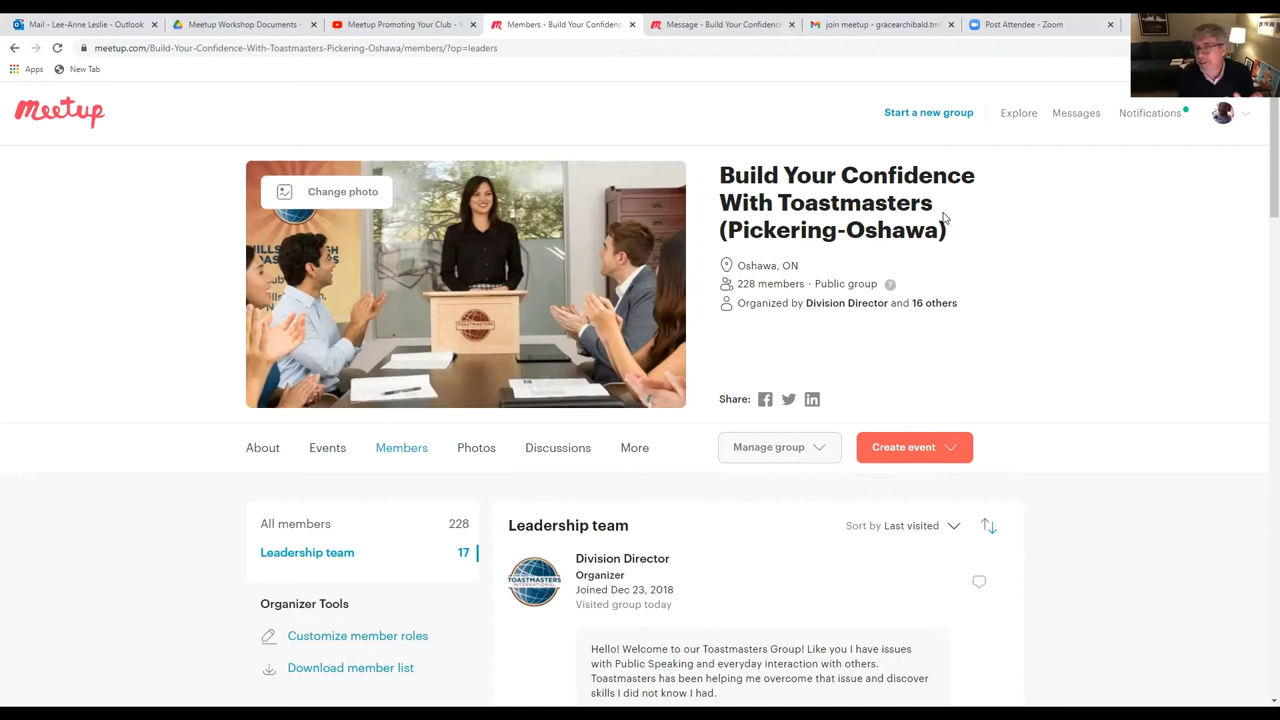 Mail - Lee-Anne Leslie - Outlook
Meetup Workshop Documents -
Meetup Promoting Your Club -
Members - Build Your Confidenc
Message - Build Your Confidence
join meetup - gracearchibald.tm
Post Attendee - Zoom
meetup.com/Build-Your-Confidence-With-Toastmasters-Pickering-Oshawa/members/?op=leaders
Apps
New Tab
Meetup
Start a new group
Explore
Messages
Notifications
Change photo
TOASTMASTERS
Build Your Confidence
With Toastmasters
(Pickering-Oshawa)
Oshawa, ON
228 members · Public group ?
Organized by Division Director and 16 others
Share:
About
Events
Members
Photos
Discussions
More
Manage group
Create event
All members 228
Leadership team 17
Organizer Tools
Customize member roles
Download member list
Leadership team
Sort by Last visited
TOASTMASTERS
INTERNATIONAL
Division Director
Organizer
Joined Dec 23, 2018
Visited group today
Hello! Welcome to our Toastmasters Group! Like you I have issues
with Public Speaking and everyday interaction with others.
Toastmasters has been helping me overcome that issue and discover
skills I did not know I had.